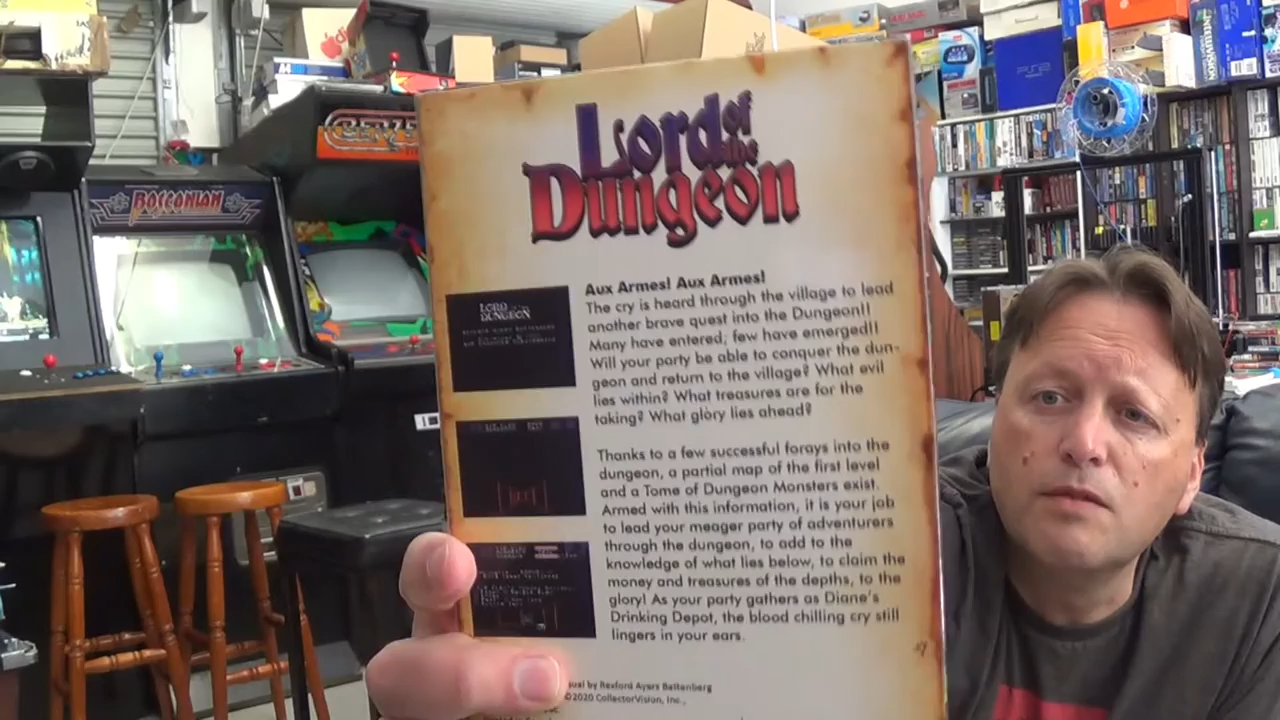 BOSCONIAN
PS2
INTELLIVISION
Lord of
the
Dungeon
LORD
DUNGEON
Aux Armes! Aux Armes!
The cry is heard through the village to lead
another brave quest into the Dungeon!!
Many have entered; few have emerged!!
Will your party be able to conquer the dun-
geon and return to the village? What evil
lies within? What treasures are for the
taking? What glory lies ahead?
Thanks to a few successful forays into the
dungeon, a partial map of the first level
and a Tome of Dungeon Monsters exist.
Armed with this information, it is your job
to lead your meager party of adventurers
through the dungeon, to add to the
knowledge of what lies below, to claim the
money and treasures of the depths, to the
glory! As your party gathers as Diane's
Drinking Depot, the blood chilling cry still
lingers in your ears.
by Rexford Ayers Battenberg
©2020 CollectorVision, Inc.,